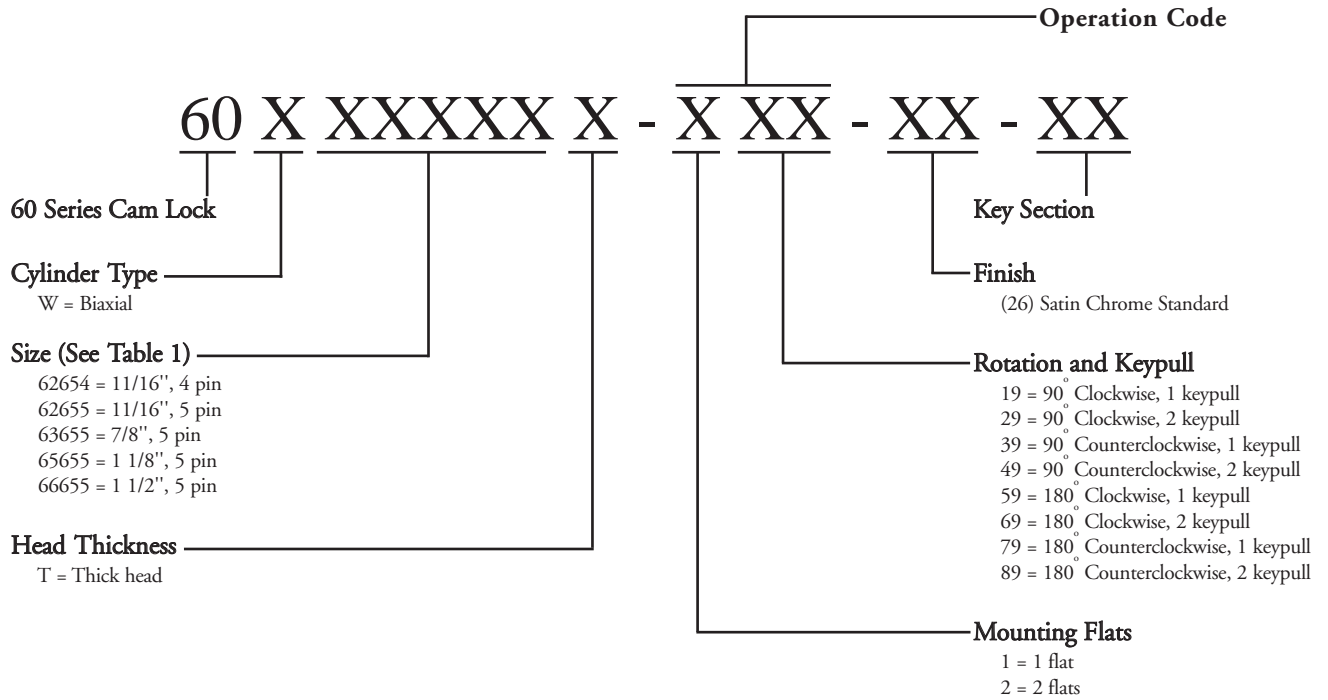 Operation Code
60 X XXXXX X - X XX - XX - XX
60 Series Cam Lock
Cylinder Type
W = Biaxial
Size (See Table 1)
62654 = 11/16", 4 pin
62655 = 11/16", 5 pin
63655 = 7/8", 5 pin
65655 = 1 1/8", 5 pin
66655 = 1 1/2", 5 pin
Head Thickness
T = Thick head
Key Section
Finish
(26) Satin Chrome Standard
Rotation and Keypull
19 = 90° Clockwise, 1 keypull
29 = 90° Clockwise, 2 keypull
39 = 90° Counterclockwise, 1 keypull
49 = 90° Counterclockwise, 2 keypull
59 = 180° Clockwise, 1 keypull
69 = 180° Clockwise, 2 keypull
79 = 180° Counterclockwise, 1 keypull
89 = 180° Counterclockwise, 2 keypull
Mounting Flats
1 = 1 flat
2 = 2 flats